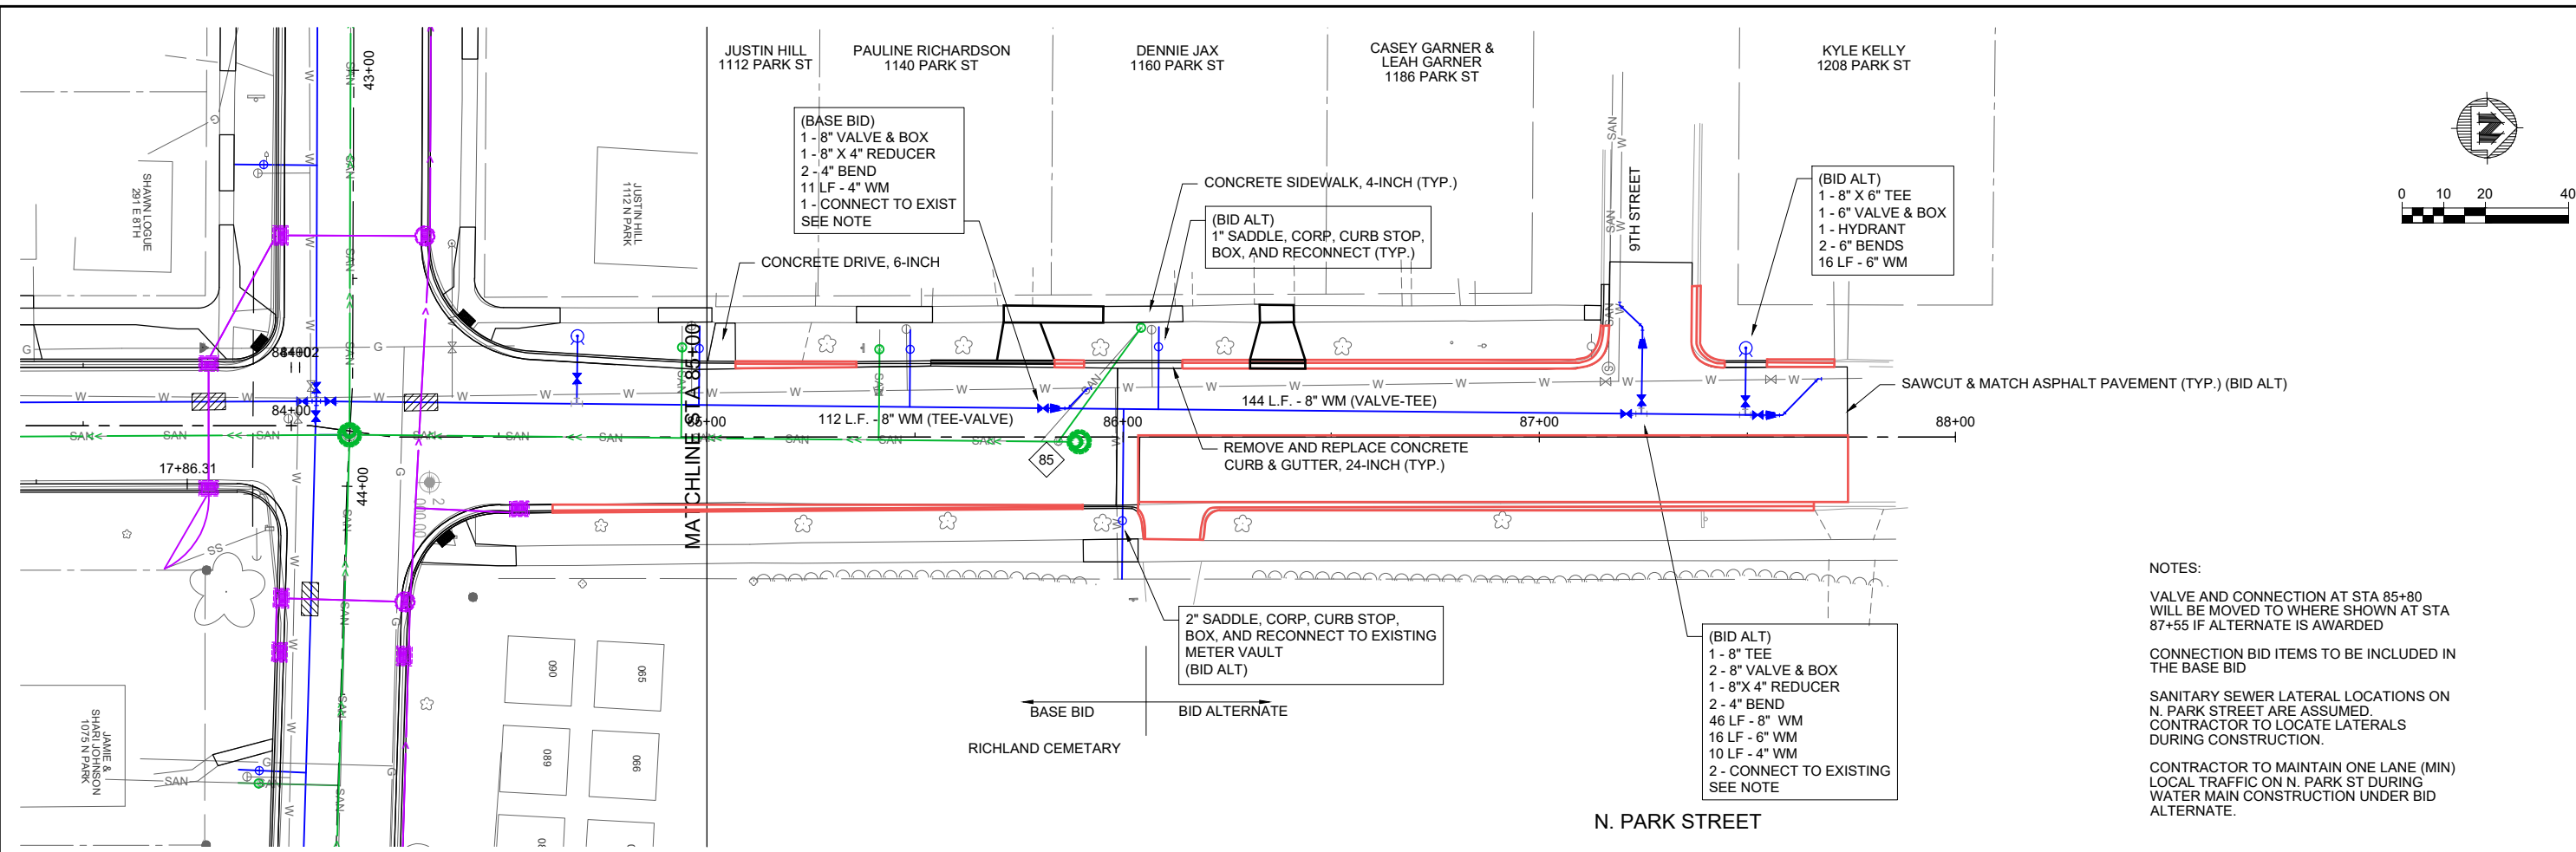 JUSTIN HILL
1112 PARK ST
PAULINE RICHARDSON
1140 PARK ST
DENNIE JAX
1160 PARK ST
CASEY GARNER &
LEAH GARNER
1186 PARK ST
KYLE KELLY
1208 PARK ST
N
0 10 20 40
43+00
SHAWN LOGUE
291 E 8TH
JUSTIN HILL
1112 N PARK
(BASE BID)
1 - 8" VALVE & BOX
1 - 8" X 4" REDUCER
2 - 4" BEND
11 LF - 4" WM
1 - CONNECT TO EXIST
SEE NOTE
CONCRETE DRIVE, 6-INCH
CONCRETE SIDEWALK, 4-INCH (TYP.)
(BID ALT)
1" SADDLE, CORP, CURB STOP,
BOX, AND RECONNECT (TYP.)
9TH STREET
(BID ALT)
1 - 8" X 6" TEE
1 - 6" VALVE & BOX
1 - HYDRANT
2 - 6" BENDS
16 LF - 6" WM
SAWCUT & MATCH ASPHALT PAVEMENT (TYP.) (BID ALT)
84+00
MATCHLINE STA 85+00
85+00
112 L.F. - 8" WM (TEE-VALVE)
86+00
144 L.F. - 8" WM (VALVE-TEE)
87+00
88+00
REMOVE AND REPLACE CONCRETE
CURB & GUTTER, 24-INCH (TYP.)
85
17+86.31
44+00
2" SADDLE, CORP, CURB STOP,
BOX, AND RECONNECT TO EXISTING
METER VAULT
(BID ALT)
BASE BID
BID ALTERNATE
RICHLAND CEMETARY
(BID ALT)
1 - 8" TEE
2 - 8" VALVE & BOX
1 - 8"X 4" REDUCER
2 - 4" BEND
46 LF - 8" WM
16 LF - 6" WM
10 LF - 4" WM
2 - CONNECT TO EXISTING
SEE NOTE
N. PARK STREET
JAMIE &
SHARI JOHNSON
1075 N PARK
090
065
089
066
NOTES:
VALVE AND CONNECTION AT STA 85+80
WILL BE MOVED TO WHERE SHOWN AT STA
87+55 IF ALTERNATE IS AWARDED
CONNECTION BID ITEMS TO BE INCLUDED IN
THE BASE BID
SANITARY SEWER LATERAL LOCATIONS ON
N. PARK STREET ARE ASSUMED.
CONTRACTOR TO LOCATE LATERALS
DURING CONSTRUCTION.
CONTRACTOR TO MAINTAIN ONE LANE (MIN)
LOCAL TRAFFIC ON N. PARK ST DURING
WATER MAIN CONSTRUCTION UNDER BID
ALTERNATE.